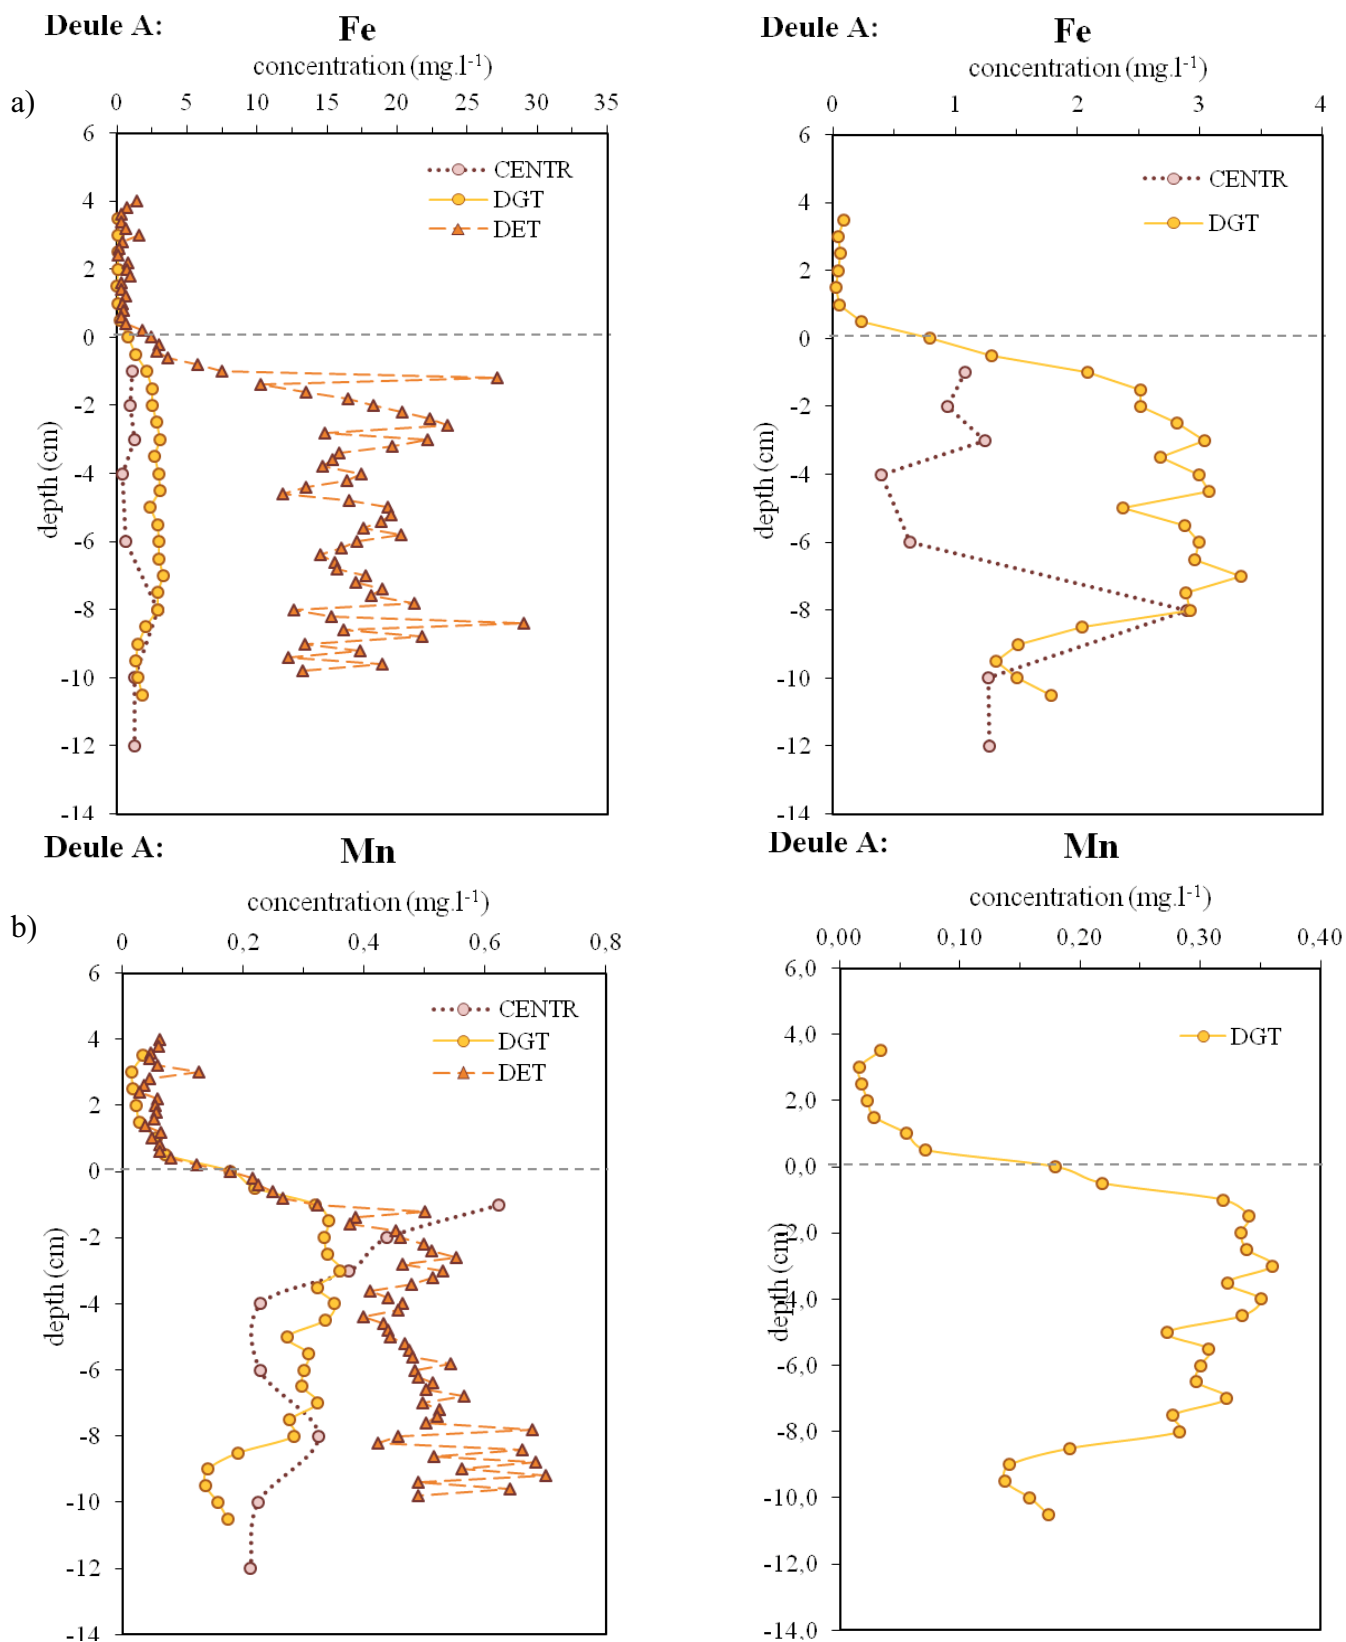 Deule A:
Fe
concentration (mg.l-1)
a)
0 5 10 15 20 25 30 35
6
4
2
0
-2
-4
-6
-8
-10
-12
-14
depth (cm)
CENTR
DGT
DET
Deule A:
Fe
concentration (mg.l-1)
0 1 2 3 4
6
4
2
0
-2
-4
-6
-8
-10
-12
-14
depth (cm)
CENTR
DGT
Deule A:
Mn
concentration (mg.l-1)
b)
0 0,2 0,4 0,6 0,8
6
4
2
0
-2
-4
-6
-8
-10
-12
-14
depth (cm)
CENTR
DGT
DET
Deule A:
Mn
concentration (mg.l-1)
0,00 0,10 0,20 0,30 0,40
6,0
4,0
2,0
0,0
-2,0
-4,0
-6,0
-8,0
-10,0
-12,0
-14,0
depth (cm)
DGT